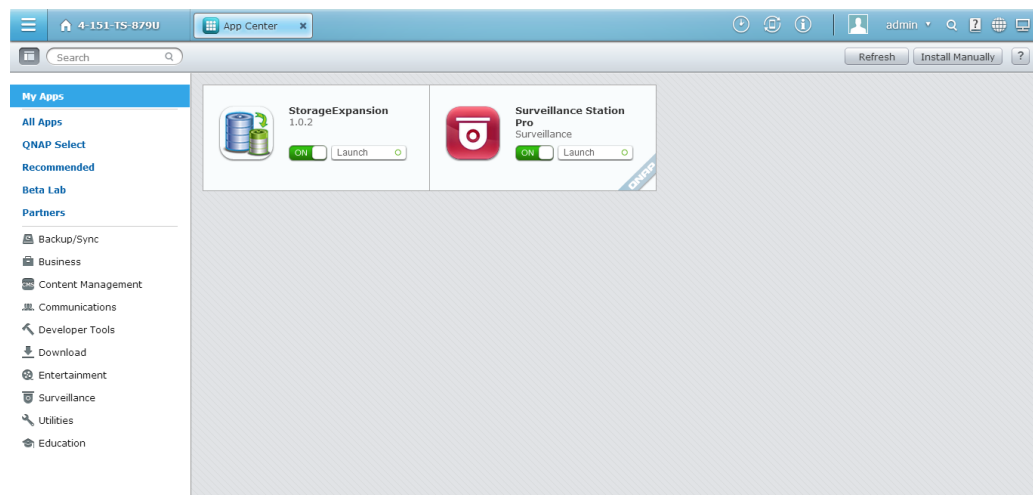 4-151-TS-879U
App Center
admin
?
Search
Refresh
Install Manually
?
My Apps
All Apps
QNAP Select
Recommended
Beta Lab
Partners
Backup/Sync
Business
CMS Content Management
Communications
Developer Tools
Download
Entertainment
Surveillance
Utilities
Education
StorageExpansion
1.0.2
ON
Launch
Surveillance Station
Pro
Surveillance
ON
Launch
QNAP